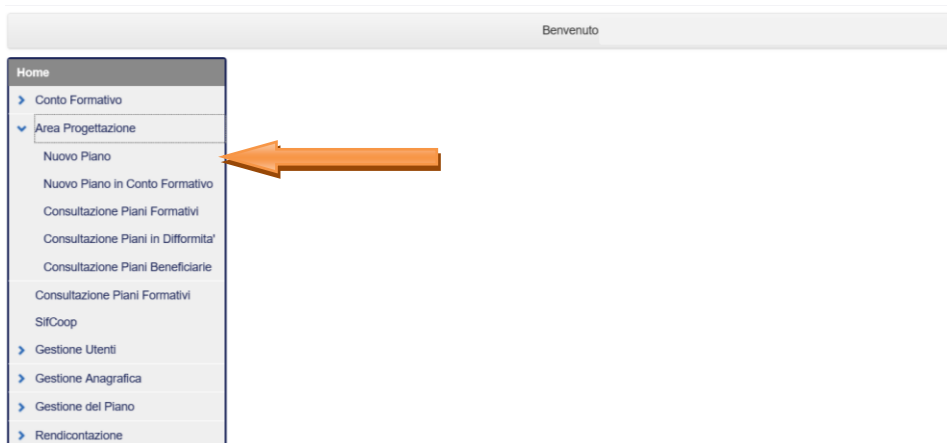 Benvenuto
Home
Conto Formativo
Area Progettazione
Nuovo Piano
Nuovo Piano in Conto Formativo
Consultazione Piani Formativi
Consultazione Piani in Difformita'
Consultazione Piani Beneficiarie
Consultazione Piani Formativi
SifCoop
Gestione Utenti
Gestione Anagrafica
Gestione del Piano
Rendicontazione